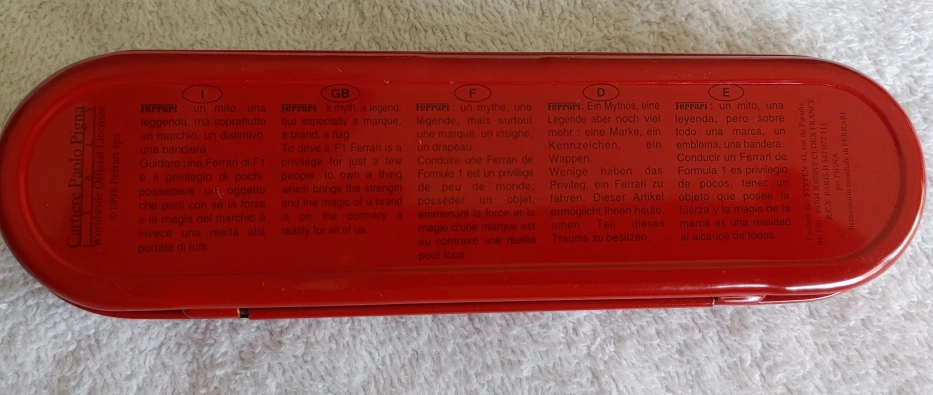 Cartiere Paolo Pigna
Worldwide Official Licensee
© 1998 Ferrari spa
I
Ferrari : un mito, una
leggenda, ma soprattutto
un marchio, un distintivo,
una bandiera.
Guidare una Ferrari di F1
è il privilegio di pochi,
possedere un oggetto
che porti con sé la forza
e la magia del marchio è
invece una realtà alla
portata di tutti
GB
Ferrari : a myth, a legend,
but especially a marque,
a brand, a flag.
To drive a F1 Ferrari is a
privilege for just a few
people, to own a thing
which brings the strength
and the magic of a brand
is on the contrary a
reality for all of us.
F
Ferrari : un mythe, une
légende, mais surtout
une marque, un insigne,
un drapeau.
Conduire une Ferrari de
Formule 1 est un privilège
de peu de monde,
posséder un objet,
emmenant la force et la
magie d'une marque est
au contraire une réalité
pour tous.
D
Ferrari: Ein Mythos, eine
Legende aber noch viel
mehr : eine Marke, ein
Kennzeichen, ein
Wappen.
Wenige haben das
Privileg, ein Ferrari zu
fahren. Dieser Artikel
ermöglicht Ihnen heute,
einen Teil dieses
Traums zu besitzen.
E
Ferrari: un mito, una
leyenda, pero sobre
todo una marca, un
emblema, una bandera.
Conducir un Ferrari de
Formula 1 es privilegio
de pocos, tener un
objeto que posee la
fuerza y la magia de la
marca es una realidad
al alcance de todos.
FRANCE
R.C.S. PARIS B
par PIGNA
FERRARI